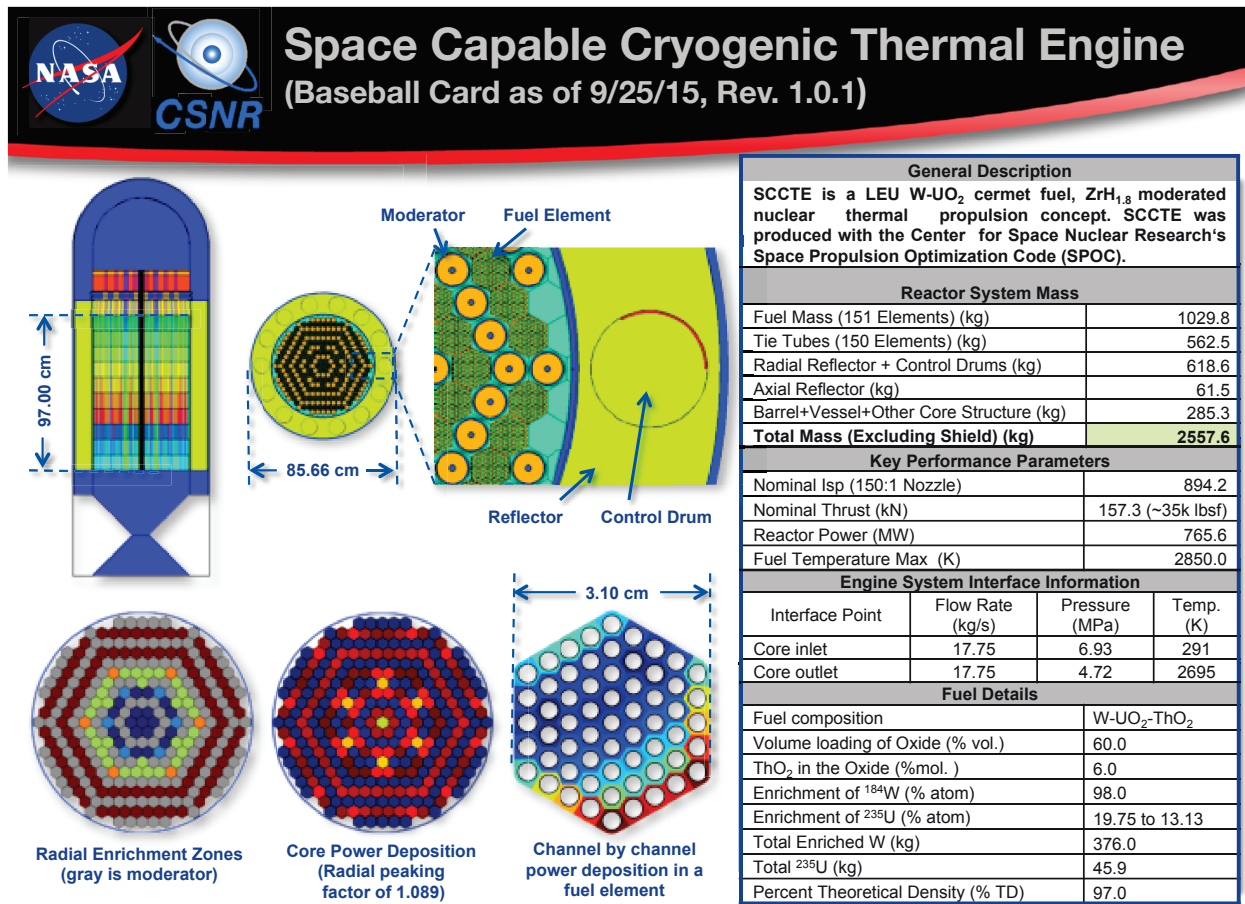 NASA
CSNR
Space Capable Cryogenic Thermal Engine
(Baseball Card as of 9/25/15, Rev. 1.0.1)
Moderator
Fuel Element
97.00 cm
85.66 cm
Reflector
Control Drum
3.10 cm
Radial Enrichment Zones
(gray is moderator)
Core Power Deposition
(Radial peaking
factor of 1.089)
Channel by channel
power deposition in a
fuel element
General Description
SCCTE is a LEU W-UO₂ cermet fuel, ZrH₁.₈ moderated
nuclear thermal propulsion concept. SCCTE was
produced with the Center for Space Nuclear Research‘s
Space Propulsion Optimization Code (SPOC).
Reactor System Mass
Fuel Mass (151 Elements) (kg) 1029.8
Tie Tubes (150 Elements) (kg) 562.5
Radial Reflector + Control Drums (kg) 618.6
Axial Reflector (kg) 61.5
Barrel+Vessel+Other Core Structure (kg) 285.3
Total Mass (Excluding Shield) (kg) 2557.6
Key Performance Parameters
Nominal Isp (150:1 Nozzle) 894.2
Nominal Thrust (kN) 157.3 (~35k lbsf)
Reactor Power (MW) 765.6
Fuel Temperature Max (K) 2850.0
Engine System Interface Information
Interface Point Flow Rate (kg/s) Pressure (MPa) Temp. (K)
Core inlet 17.75 6.93 291
Core outlet 17.75 4.72 2695
Fuel Details
Fuel composition W-UO₂-ThO₂
Volume loading of Oxide (% vol.) 60.0
ThO₂ in the Oxide (%mol. ) 6.0
Enrichment of ¹⁸⁴W (% atom) 98.0
Enrichment of ²³⁵U (% atom) 19.75 to 13.13
Total Enriched W (kg) 376.0
Total ²³⁵U (kg) 45.9
Percent Theoretical Density (% TD) 97.0